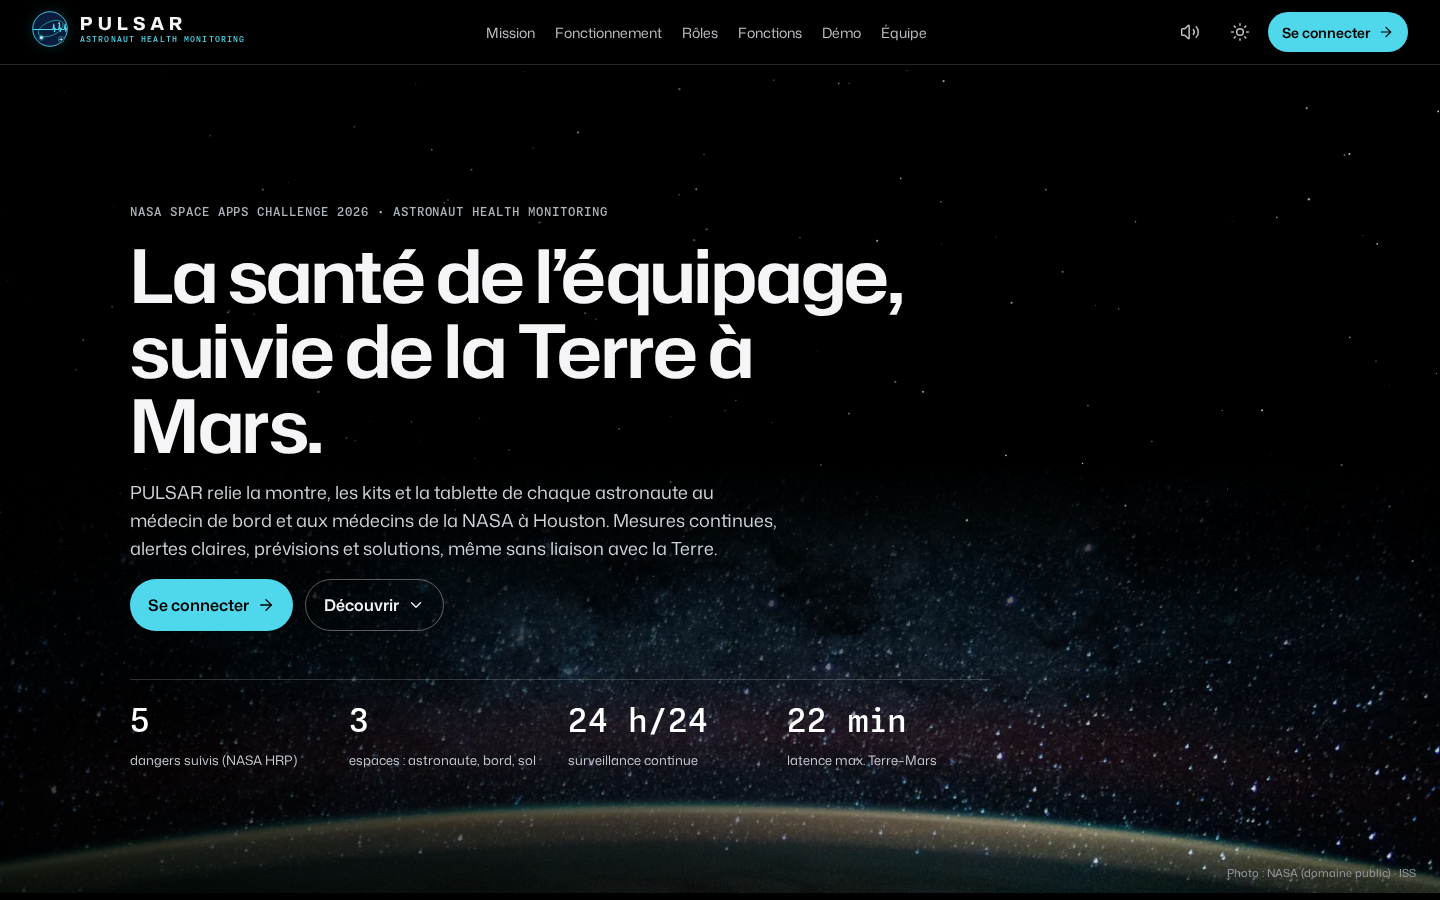 PULSAR
ASTRONAUT HEALTH MONITORING
Mission
Fonctionnement
Rôles
Fonctions
Démo
Équipe
Se connecter
NASA SPACE APPS CHALLENGE 2026 · ASTRONAUT HEALTH MONITORING
La santé de l’équipage,
suivie de la Terre à
Mars.
PULSAR relie la montre, les kits et la tablette de chaque astronaute au
médecin de bord et aux médecins de la NASA à Houston. Mesures continues,
alertes claires, prévisions et solutions, même sans liaison avec la Terre.
Se connecter
Découvrir
5
dangers suivis (NASA HRP)
3
espaces : astronaute, bord, sol
24 h/24
surveillance continue
22 min
latence max. Terre–Mars
Photo : NASA (domaine public) · ISS